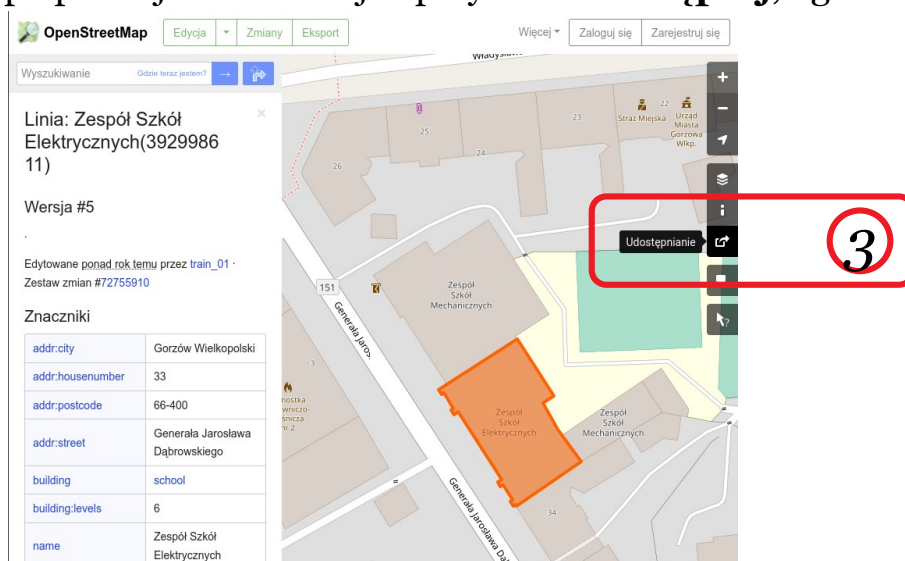 OpenStreetMap Edycja Zmiany Eksport Więcej Zaloguj się Zarejestruj się
Wyszukiwanie Gdzie teraz jestem?
Linia: Zespół Szkół
Elektrycznych(3929986
11)
Wersja #5
.
Edytowane ponad rok temu przez train_01 ·
Zestaw zmian #72755910
Znaczniki
addr:city Gorzów Wielkopolski
addr:housenumber 33
addr:postcode 66-400
addr:street Generała Jarosława
Dąbrowskiego
building school
building:levels 6
name Zespół Szkół
Elektrycznych
25
23
Straż Miejska
22
Urząd
Miasta
Gorzowa
Wlkp.
24
26
Udostępnianie
3
151
Zespół
Szkół
Mechanicznych
Generała Jaros.
3
nr 2
Zespół
Szkół
Elektrycznych
Zespół
Szkół
Mechanicznych
34
Generała Jarosława